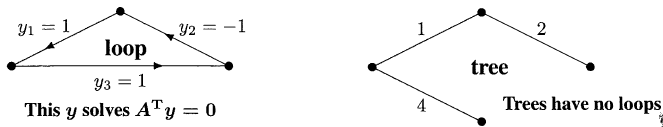 y₁ = 1
y₂ = −1
loop
y₃ = 1
This y solves Aᵀy = 0
1
2
tree
4
Trees have no loops